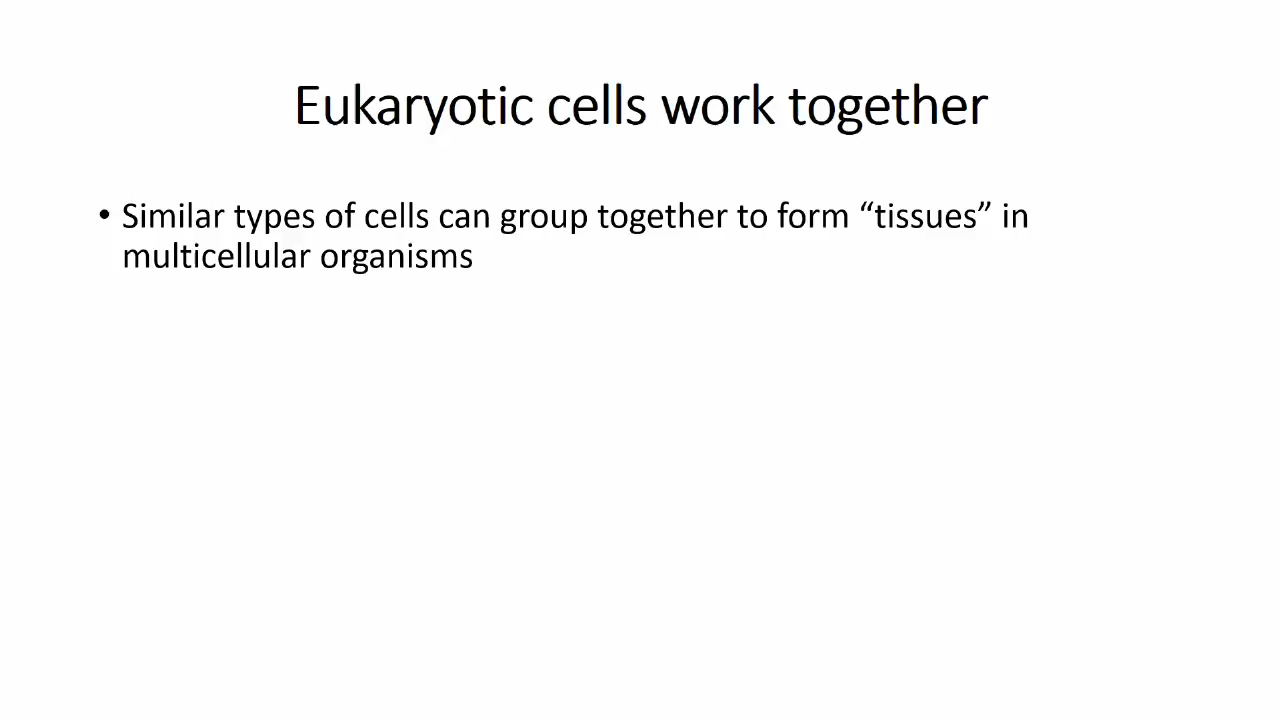 Eukaryotic cells work together
• Similar types of cells can group together to form “tissues” in
multicellular organisms